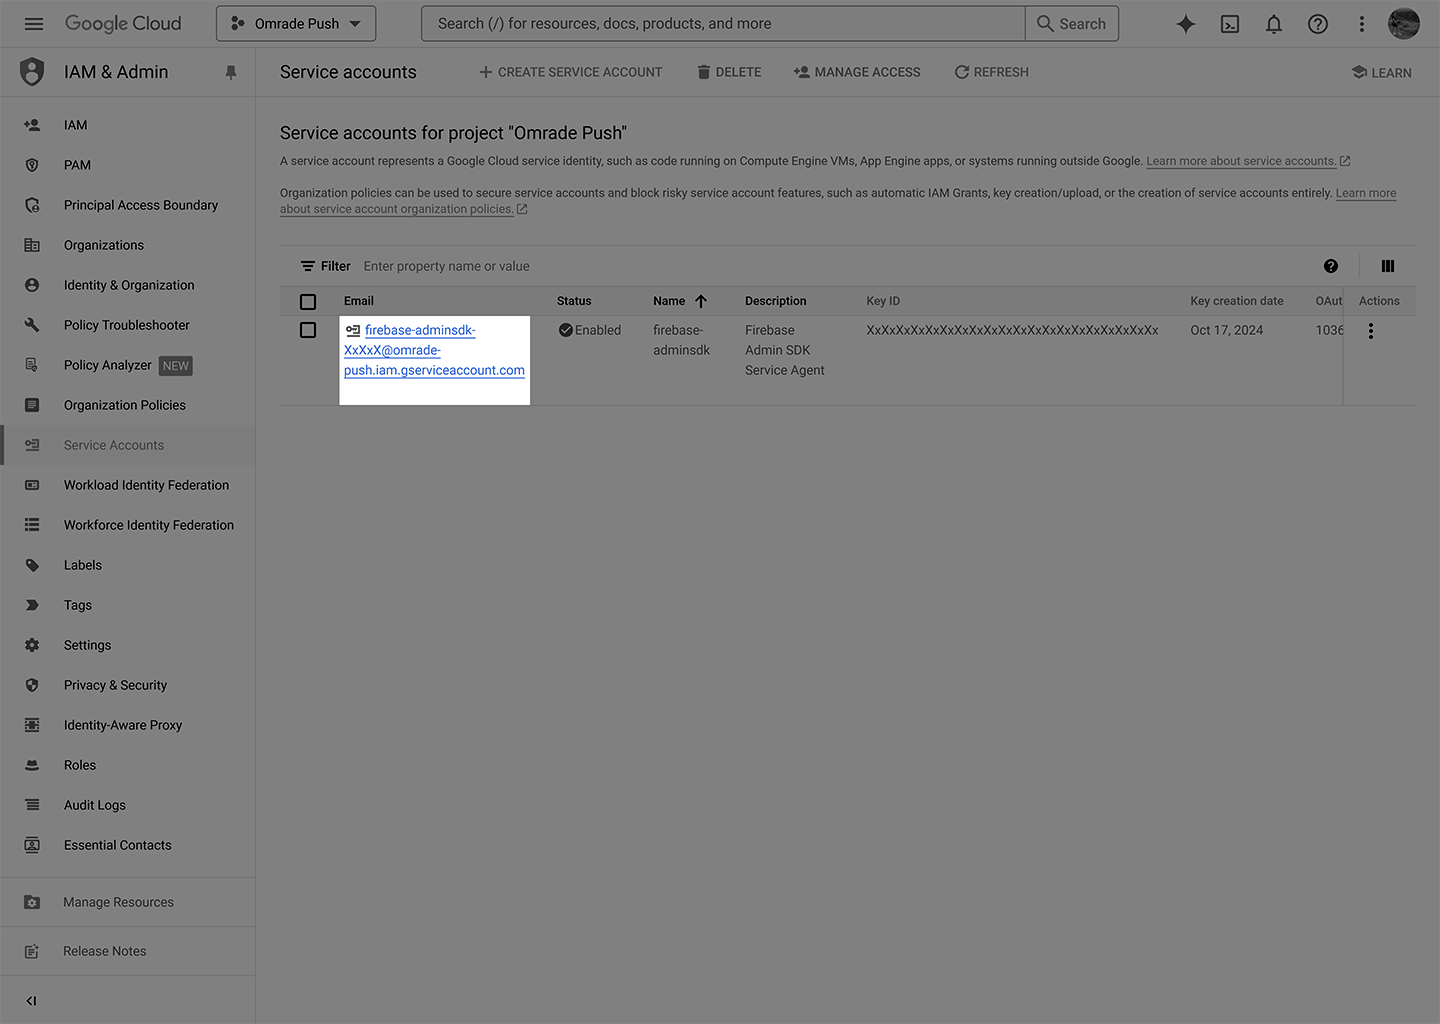 Google Cloud
Omrade Push
Search (/) for resources, docs, products, and more
Search
IAM & Admin
Service accounts
CREATE SERVICE ACCOUNT
DELETE
MANAGE ACCESS
REFRESH
LEARN
IAM
PAM
Principal Access Boundary
Organizations
Identity & Organization
Policy Troubleshooter
Policy Analyzer NEW
Organization Policies
Service Accounts
Workload Identity Federation
Workforce Identity Federation
Labels
Tags
Settings
Privacy & Security
Identity-Aware Proxy
Roles
Audit Logs
Essential Contacts
Manage Resources
Release Notes
Service accounts for project "Omrade Push"
A service account represents a Google Cloud service identity, such as code running on Compute Engine VMs, App Engine apps, or systems running outside Google. Learn more about service accounts.
Organization policies can be used to secure service accounts and block risky service account features, such as automatic IAM Grants, key creation/upload, or the creation of service accounts entirely. Learn more
about service account organization policies.
Filter Enter property name or value
Email Status Name Description Key ID Key creation date OAut Actions
firebase-adminsdk-
XxXxX@omrade-
push.iam.gserviceaccount.com
Enabled
firebase-
adminsdk
Firebase
Admin SDK
Service Agent
XxXxXxXxXxXxXxXxXxXxXxXxXxXxXxXxXxXxXxXx
Oct 17, 2024
1036